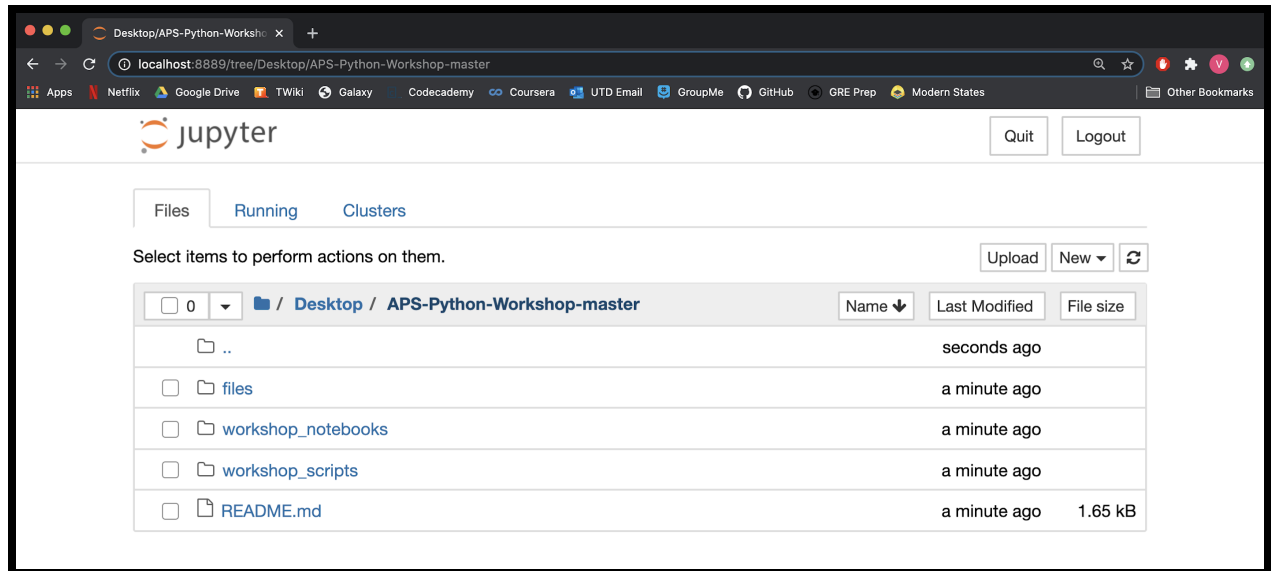 Desktop/APS-Python-Worksho
localhost:8889/tree/Desktop/APS-Python-Workshop-master V
Apps Netflix Google Drive TWiki Galaxy Codecademy Coursera UTD Email GroupMe GitHub GRE Prep Modern States Other Bookmarks
jupyter Quit Logout
Files Running Clusters
Select items to perform actions on them. Upload New
0 / Desktop / APS-Python-Workshop-master Name Last Modified File size
.. seconds ago
files a minute ago
workshop_notebooks a minute ago
workshop_scripts a minute ago
README.md a minute ago 1.65 kB